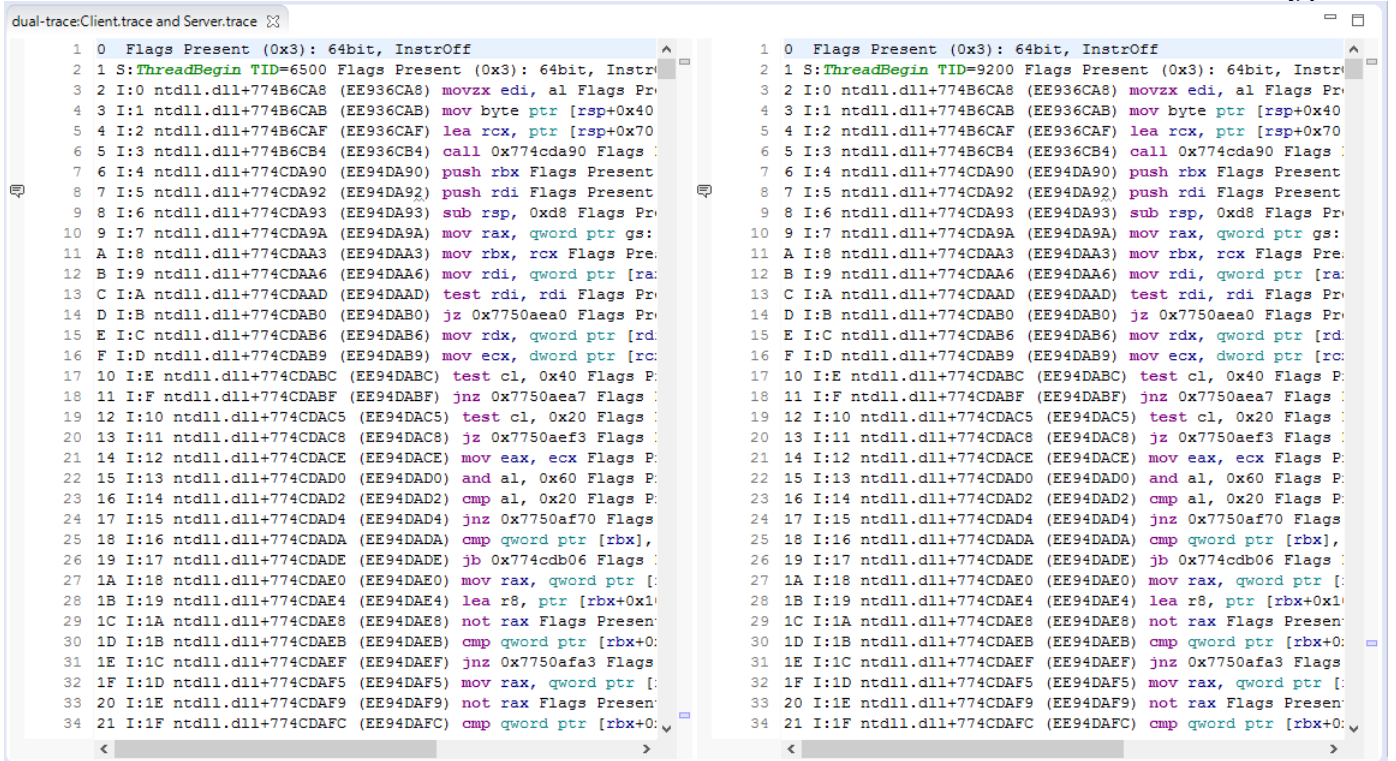 dual-trace:Client.trace and Server.trace
1 0 Flags Present (0x3): 64bit, InstrOff
2 1 S:ThreadBegin TID=6500 Flags Present (0x3): 64bit, Instr
3 2 I:0 ntdll.dll+774B6CA8 (EE936CA8) movzx edi, al Flags Pr
4 3 I:1 ntdll.dll+774B6CAB (EE936CAB) mov byte ptr [rsp+0x40
5 4 I:2 ntdll.dll+774B6CAF (EE936CAF) lea rcx, ptr [rsp+0x70
6 5 I:3 ntdll.dll+774B6CB4 (EE936CB4) call 0x774cda90 Flags
7 6 I:4 ntdll.dll+774CDA90 (EE94DA90) push rbx Flags Present
8 7 I:5 ntdll.dll+774CDA92 (EE94DA92) push rdi Flags Present
9 8 I:6 ntdll.dll+774CDA93 (EE94DA93) sub rsp, 0xd8 Flags Pr
10 9 I:7 ntdll.dll+774CDA9A (EE94DA9A) mov rax, qword ptr gs:
11 A I:8 ntdll.dll+774CDAA3 (EE94DAA3) mov rbx, rcx Flags Pre
12 B I:9 ntdll.dll+774CDAA6 (EE94DAA6) mov rdi, qword ptr [ra
13 C I:A ntdll.dll+774CDAAD (EE94DAAD) test rdi, rdi Flags Pr
14 D I:B ntdll.dll+774CDAB0 (EE94DAB0) jz 0x7750aea0 Flags Pr
15 E I:C ntdll.dll+774CDAB6 (EE94DAB6) mov rdx, qword ptr [rd
16 F I:D ntdll.dll+774CDAB9 (EE94DAB9) mov ecx, dword ptr [rc
17 10 I:E ntdll.dll+774CDABC (EE94DABC) test cl, 0x40 Flags P
18 11 I:F ntdll.dll+774CDABF (EE94DABF) jnz 0x7750aea7 Flags
19 12 I:10 ntdll.dll+774CDAC5 (EE94DAC5) test cl, 0x20 Flags
20 13 I:11 ntdll.dll+774CDAC8 (EE94DAC8) jz 0x7750aef3 Flags
21 14 I:12 ntdll.dll+774CDACE (EE94DACE) mov eax, ecx Flags P
22 15 I:13 ntdll.dll+774CDAD0 (EE94DAD0) and al, 0x60 Flags P
23 16 I:14 ntdll.dll+774CDAD2 (EE94DAD2) cmp al, 0x20 Flags P
24 17 I:15 ntdll.dll+774CDAD4 (EE94DAD4) jnz 0x7750af70 Flags
25 18 I:16 ntdll.dll+774CDADA (EE94DADA) cmp qword ptr [rbx],
26 19 I:17 ntdll.dll+774CDADE (EE94DADE) jb 0x774cdb06 Flags
27 1A I:18 ntdll.dll+774CDAE0 (EE94DAE0) mov rax, qword ptr [
28 1B I:19 ntdll.dll+774CDAE4 (EE94DAE4) lea r8, ptr [rbx+0x1
29 1C I:1A ntdll.dll+774CDAE8 (EE94DAE8) not rax Flags Presen
30 1D I:1B ntdll.dll+774CDAEB (EE94DAEB) cmp qword ptr [rbx+0
31 1E I:1C ntdll.dll+774CDAEF (EE94DAEF) jnz 0x7750afa3 Flags
32 1F I:1D ntdll.dll+774CDAF5 (EE94DAF5) mov rax, qword ptr [
33 20 I:1E ntdll.dll+774CDAF9 (EE94DAF9) not rax Flags Presen
34 21 I:1F ntdll.dll+774CDAFC (EE94DAFC) cmp qword ptr [rbx+0
1 0 Flags Present (0x3): 64bit, InstrOff
2 1 S:ThreadBegin TID=9200 Flags Present (0x3): 64bit, Instr
3 2 I:0 ntdll.dll+774B6CA8 (EE936CA8) movzx edi, al Flags Pr
4 3 I:1 ntdll.dll+774B6CAB (EE936CAB) mov byte ptr [rsp+0x40
5 4 I:2 ntdll.dll+774B6CAF (EE936CAF) lea rcx, ptr [rsp+0x70
6 5 I:3 ntdll.dll+774B6CB4 (EE936CB4) call 0x774cda90 Flags
7 6 I:4 ntdll.dll+774CDA90 (EE94DA90) push rbx Flags Present
8 7 I:5 ntdll.dll+774CDA92 (EE94DA92) push rdi Flags Present
9 8 I:6 ntdll.dll+774CDA93 (EE94DA93) sub rsp, 0xd8 Flags Pr
10 9 I:7 ntdll.dll+774CDA9A (EE94DA9A) mov rax, qword ptr gs:
11 A I:8 ntdll.dll+774CDAA3 (EE94DAA3) mov rbx, rcx Flags Pre
12 B I:9 ntdll.dll+774CDAA6 (EE94DAA6) mov rdi, qword ptr [ra
13 C I:A ntdll.dll+774CDAAD (EE94DAAD) test rdi, rdi Flags Pr
14 D I:B ntdll.dll+774CDAB0 (EE94DAB0) jz 0x7750aea0 Flags Pr
15 E I:C ntdll.dll+774CDAB6 (EE94DAB6) mov rdx, qword ptr [rd
16 F I:D ntdll.dll+774CDAB9 (EE94DAB9) mov ecx, dword ptr [rc
17 10 I:E ntdll.dll+774CDABC (EE94DABC) test cl, 0x40 Flags P
18 11 I:F ntdll.dll+774CDABF (EE94DABF) jnz 0x7750aea7 Flags
19 12 I:10 ntdll.dll+774CDAC5 (EE94DAC5) test cl, 0x20 Flags
20 13 I:11 ntdll.dll+774CDAC8 (EE94DAC8) jz 0x7750aef3 Flags
21 14 I:12 ntdll.dll+774CDACE (EE94DACE) mov eax, ecx Flags P
22 15 I:13 ntdll.dll+774CDAD0 (EE94DAD0) and al, 0x60 Flags P
23 16 I:14 ntdll.dll+774CDAD2 (EE94DAD2) cmp al, 0x20 Flags P
24 17 I:15 ntdll.dll+774CDAD4 (EE94DAD4) jnz 0x7750af70 Flags
25 18 I:16 ntdll.dll+774CDADA (EE94DADA) cmp qword ptr [rbx],
26 19 I:17 ntdll.dll+774CDADE (EE94DADE) jb 0x774cdb06 Flags
27 1A I:18 ntdll.dll+774CDAE0 (EE94DAE0) mov rax, qword ptr [
28 1B I:19 ntdll.dll+774CDAE4 (EE94DAE4) lea r8, ptr [rbx+0x1
29 1C I:1A ntdll.dll+774CDAE8 (EE94DAE8) not rax Flags Presen
30 1D I:1B ntdll.dll+774CDAEB (EE94DAEB) cmp qword ptr [rbx+0
31 1E I:1C ntdll.dll+774CDAEF (EE94DAEF) jnz 0x7750afa3 Flags
32 1F I:1D ntdll.dll+774CDAF5 (EE94DAF5) mov rax, qword ptr [
33 20 I:1E ntdll.dll+774CDAF9 (EE94DAF9) not rax Flags Presen
34 21 I:1F ntdll.dll+774CDAFC (EE94DAFC) cmp qword ptr [rbx+0